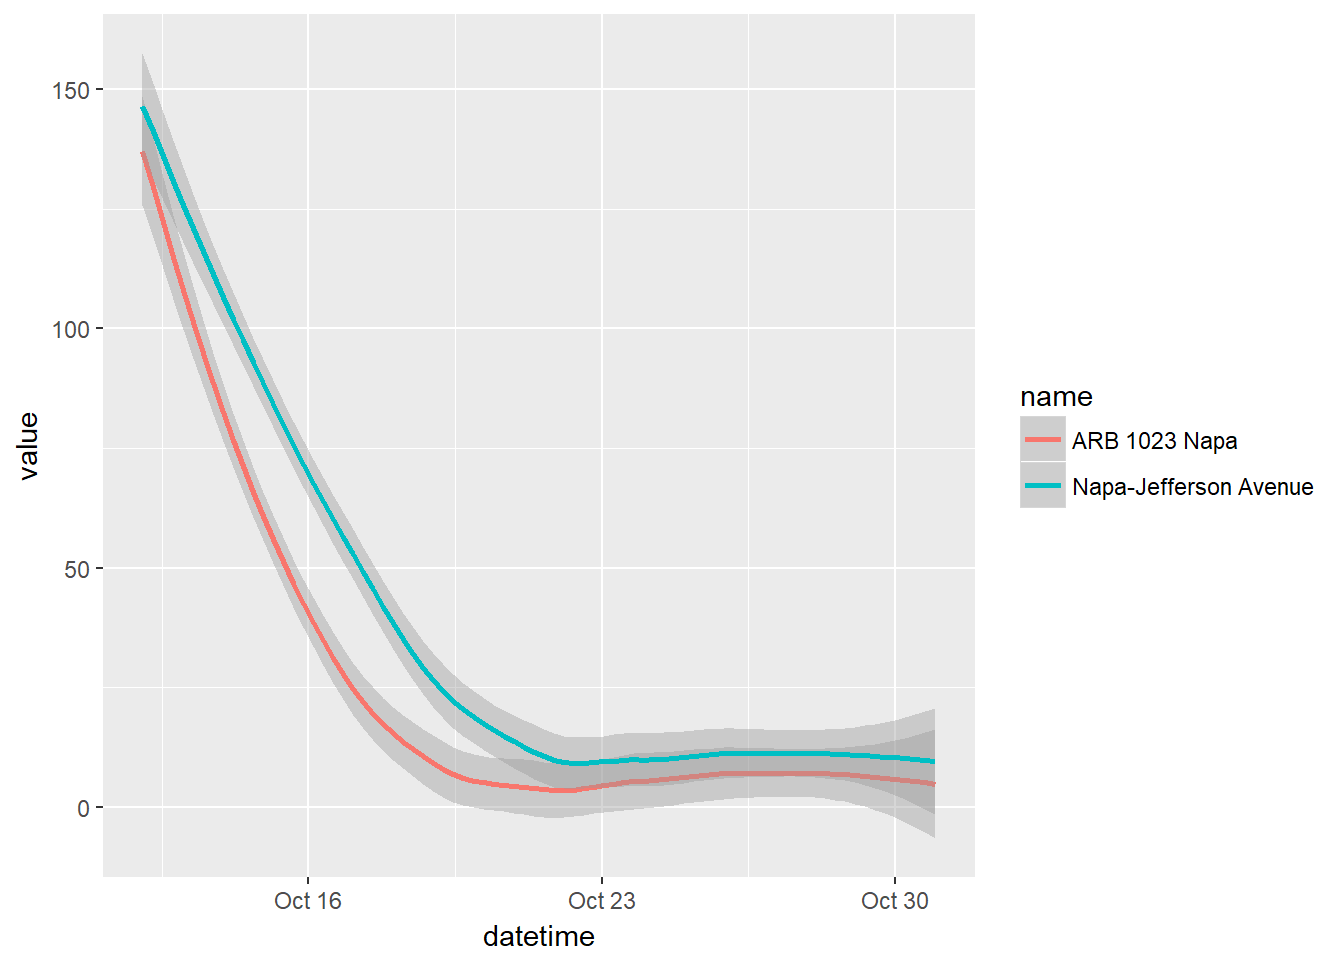 150
100
50
0
value
Oct 16
Oct 23
Oct 30
datetime
name
ARB 1023 Napa
Napa-Jefferson Avenue